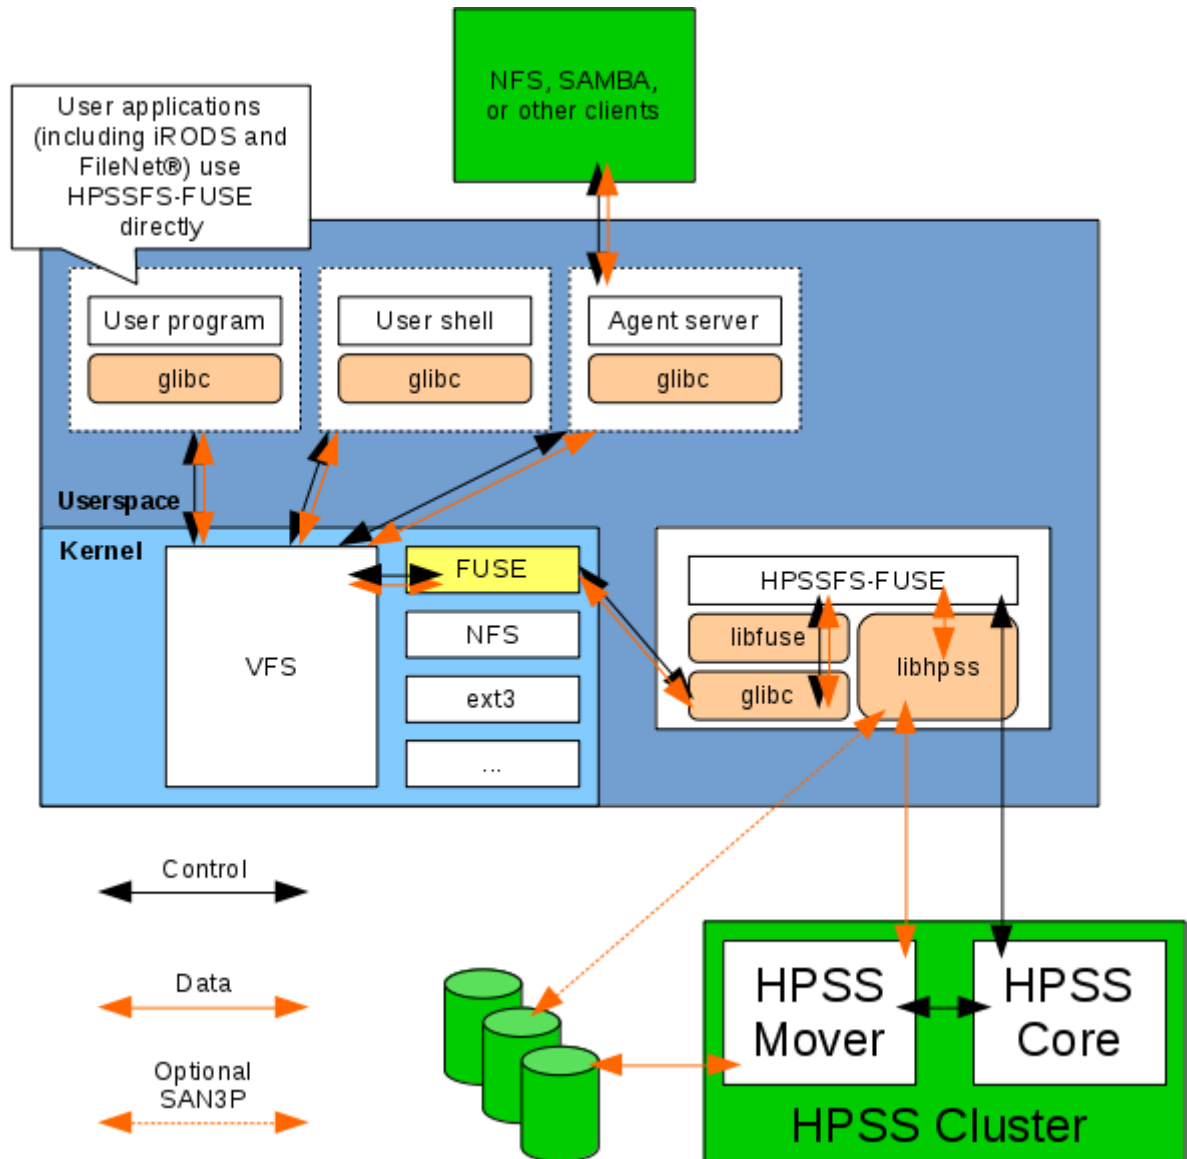 NFS, SAMBA,
or other clients
User applications
(including iRODS and
FileNet®) use
HPSSFS-FUSE
directly
User program
glibc
User shell
glibc
Agent server
glibc
Userspace
Kernel
VFS
FUSE
NFS
ext3
...
HPSSFS-FUSE
libfuse
glibc
libhpss
Control
Data
Optional
SAN3P
HPSS
Mover
HPSS
Core
HPSS Cluster